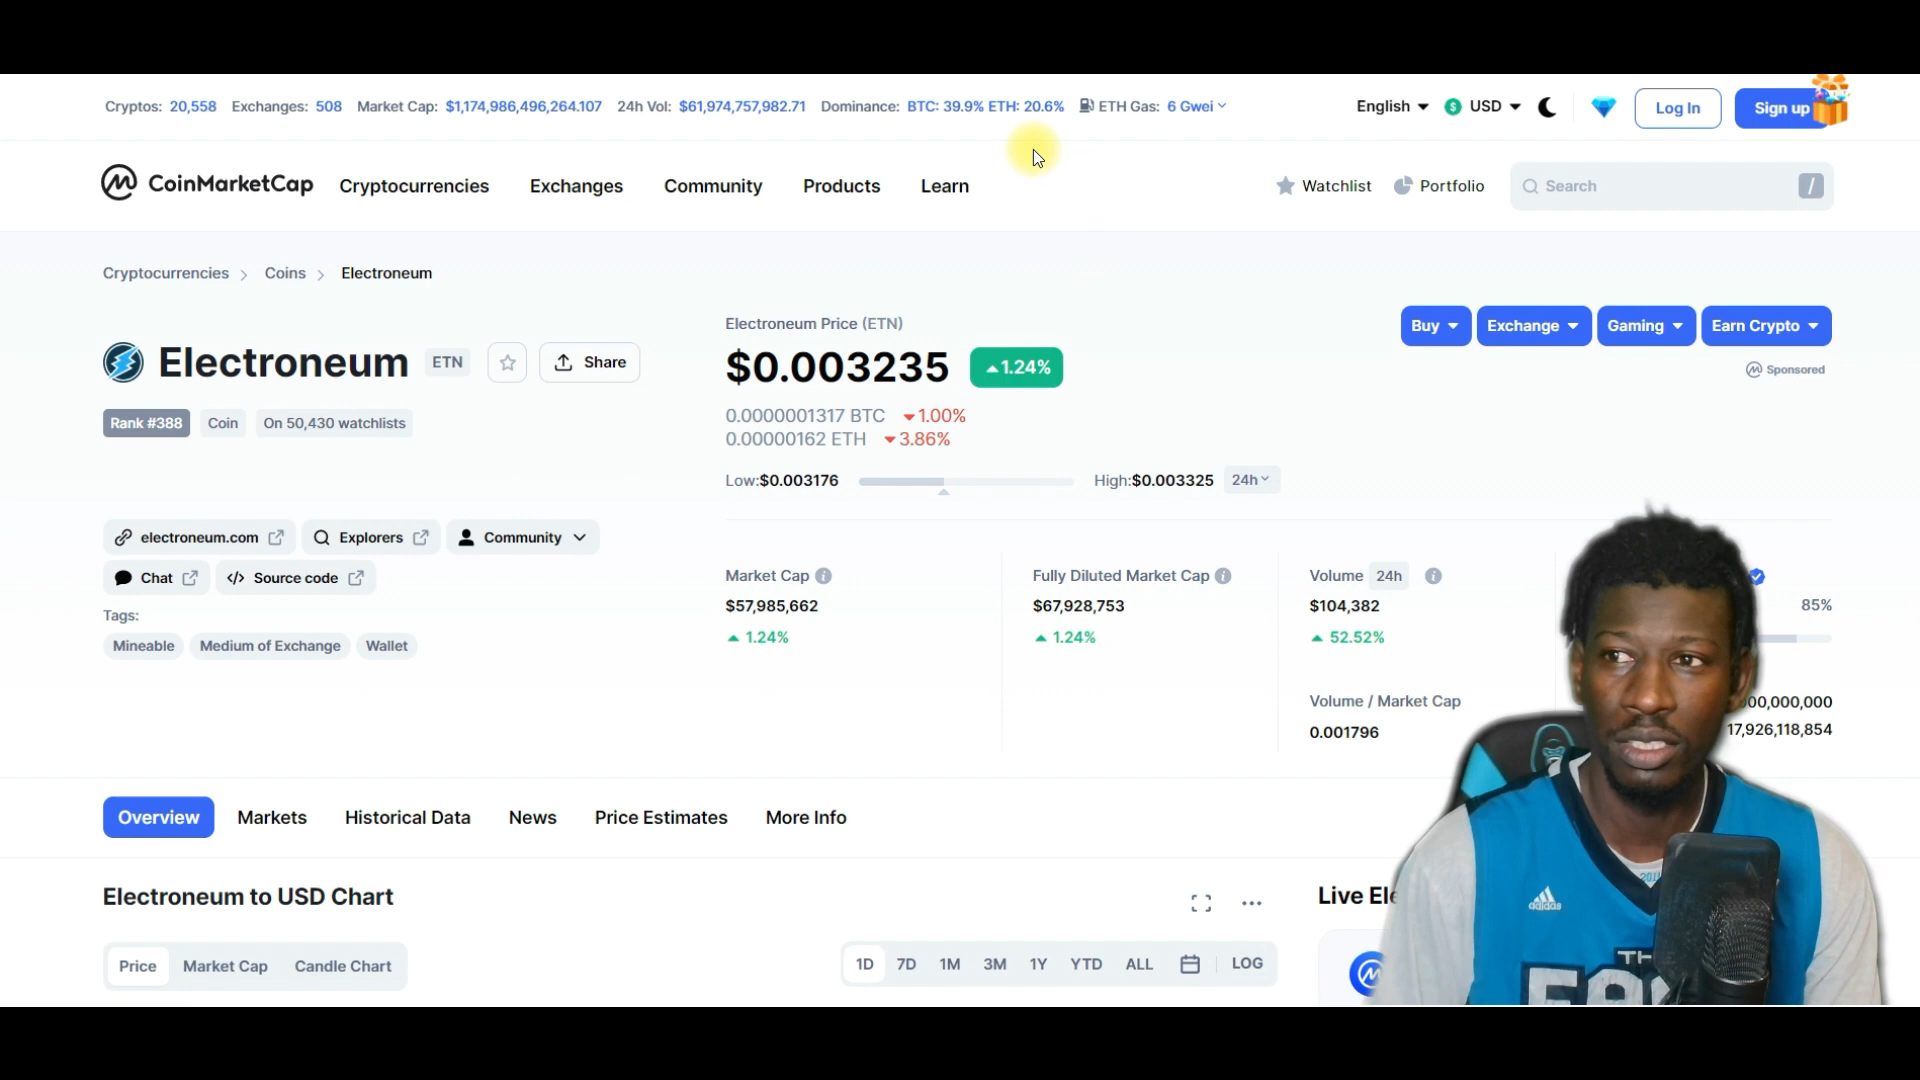 Cryptos: 20,558 Exchanges: 508 Market Cap: $1,174,986,496,264.107 24h Vol: $61,974,757,982.71 Dominance: BTC: 39.9% ETH: 20.6% ETH Gas: 6 Gwei English USD Log In Sign up
CoinMarketCap Cryptocurrencies Exchanges Community Products Learn Watchlist Portfolio Search /
Cryptocurrencies > Coins > Electroneum
Electroneum ETN Share
Rank #388 Coin On 50,430 watchlists
electroneum.com Explorers Community
Chat Source code
Tags:
Mineable Medium of Exchange Wallet
Electroneum Price (ETN)
$0.003235 1.24%
0.0000001317 BTC 1.00%
0.00000162 ETH 3.86%
Low:$0.003176 High:$0.003325 24h
Buy Exchange Gaming Earn Crypto
Sponsored
Market Cap
$57,985,662
1.24%
Fully Diluted Market Cap
$67,928,753
1.24%
Volume 24h
$104,382
52.52%
Volume / Market Cap
0.001796
85%
00,000,000
17,926,118,854
Overview Markets Historical Data News Price Estimates More Info
Electroneum to USD Chart
Price Market Cap Candle Chart
1D 7D 1M 3M 1Y YTD ALL LOG
Live Ele
adidas
TH